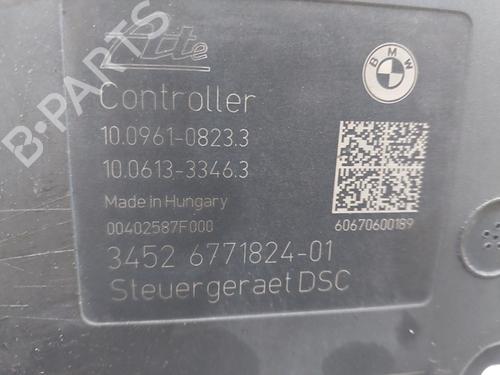 Ate
BMW
Controller
10.0961-0823.3
10.0613-3346.3
Made in Hungary
00402587F000
60670600189
3452 6771824-01
Steuergeraet DSC
B-PARTS